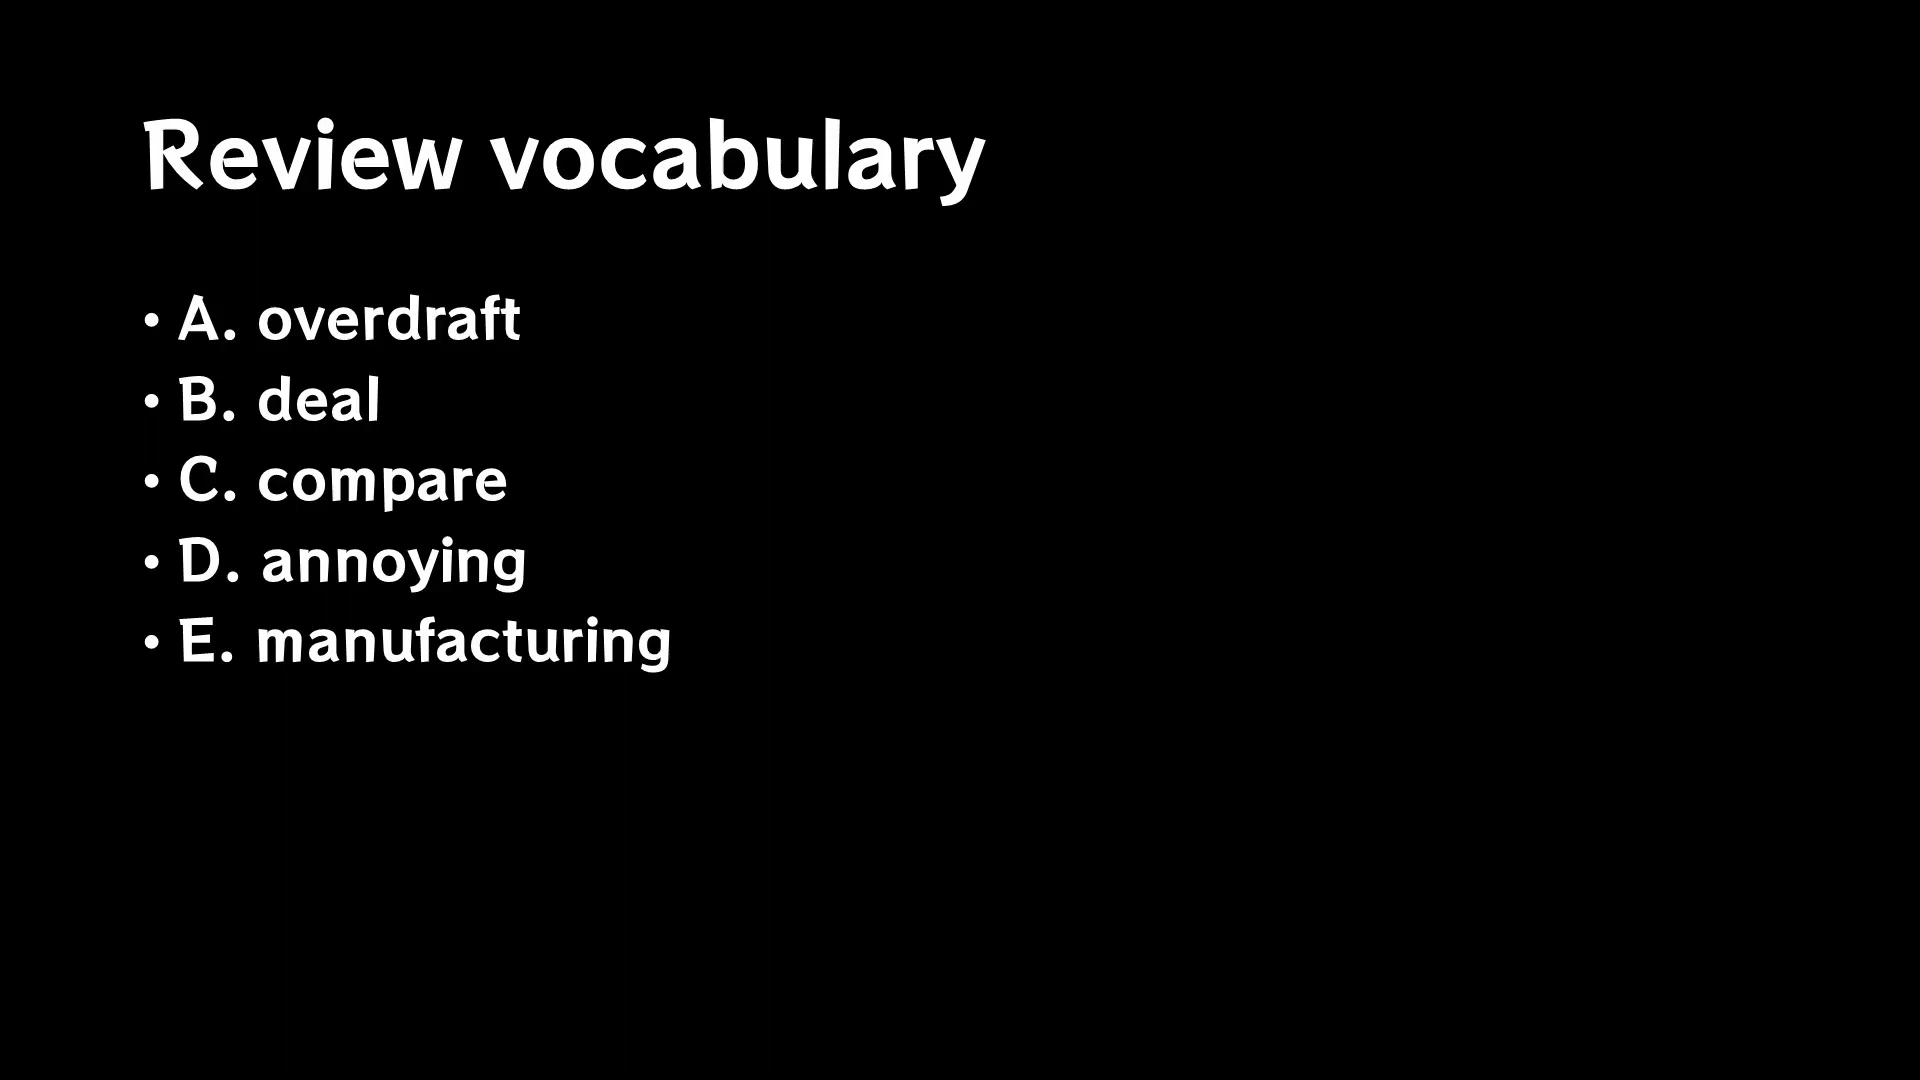 Review vocabulary
• A. overdraft
• B. deal
• C. compare
• D. annoying
• E. manufacturing